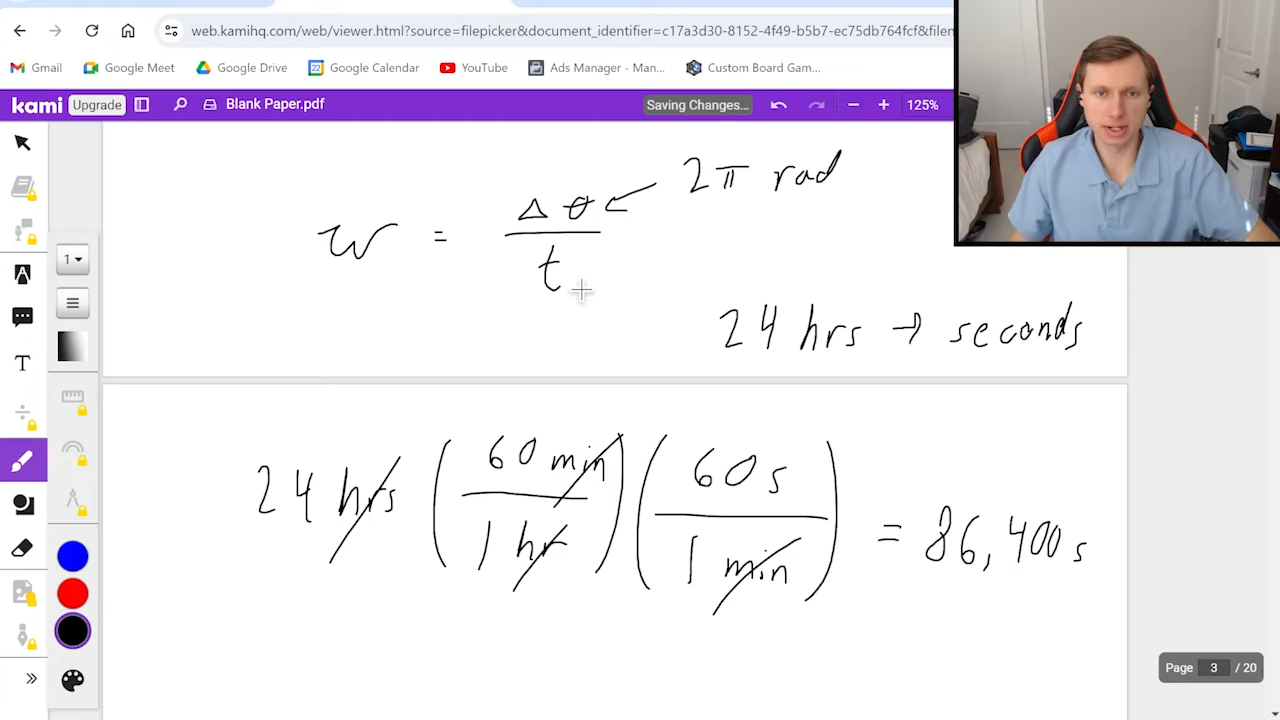 web.kamihq.com/web/viewer.html?source=filepicker&document_identifier=c17a3d30-8152-4f49-b5b7-ec75db764fcf&filen
Gmail Google Meet Google Drive 22 Google Calendar YouTube Ads Manager - Man... Custom Board Gam...
kami Upgrade Blank Paper.pdf Saving Changes... 125%
ω = Δθ / t ← 2π rad
24 hrs → seconds
24 hrs (60 min / 1 hr) (60 s / 1 min) = 86,400 s
A
T
1
Page 3 / 20